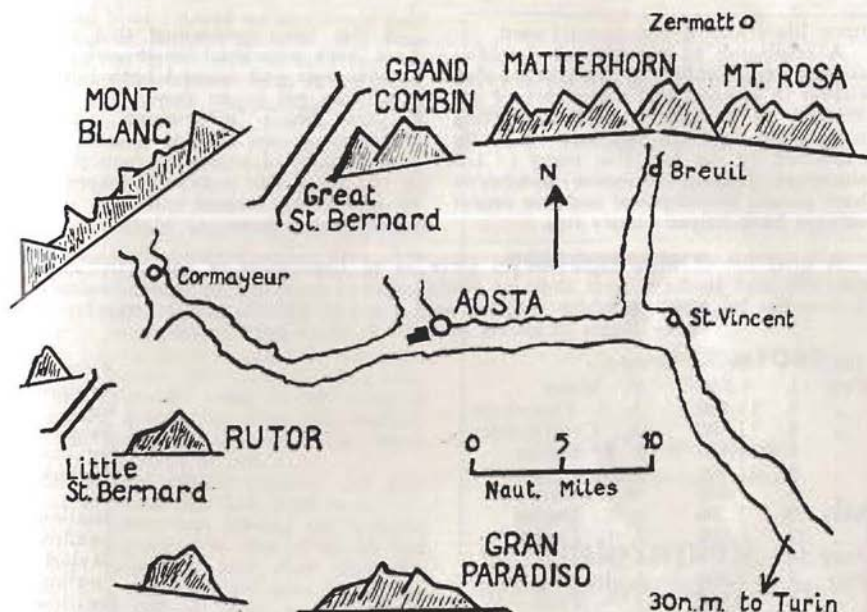 Zermatt
MATTERHORN
MT. ROSA
GRAND
COMBIN
MONT
BLANC
Great
St. Bernard
N
Breuil
Cormayeur
AOSTA
St. Vincent
RUTOR
Little
St. Bernard
0 5 10
Naut. Miles
GRAN
PARADISO
30n.m. to Turin